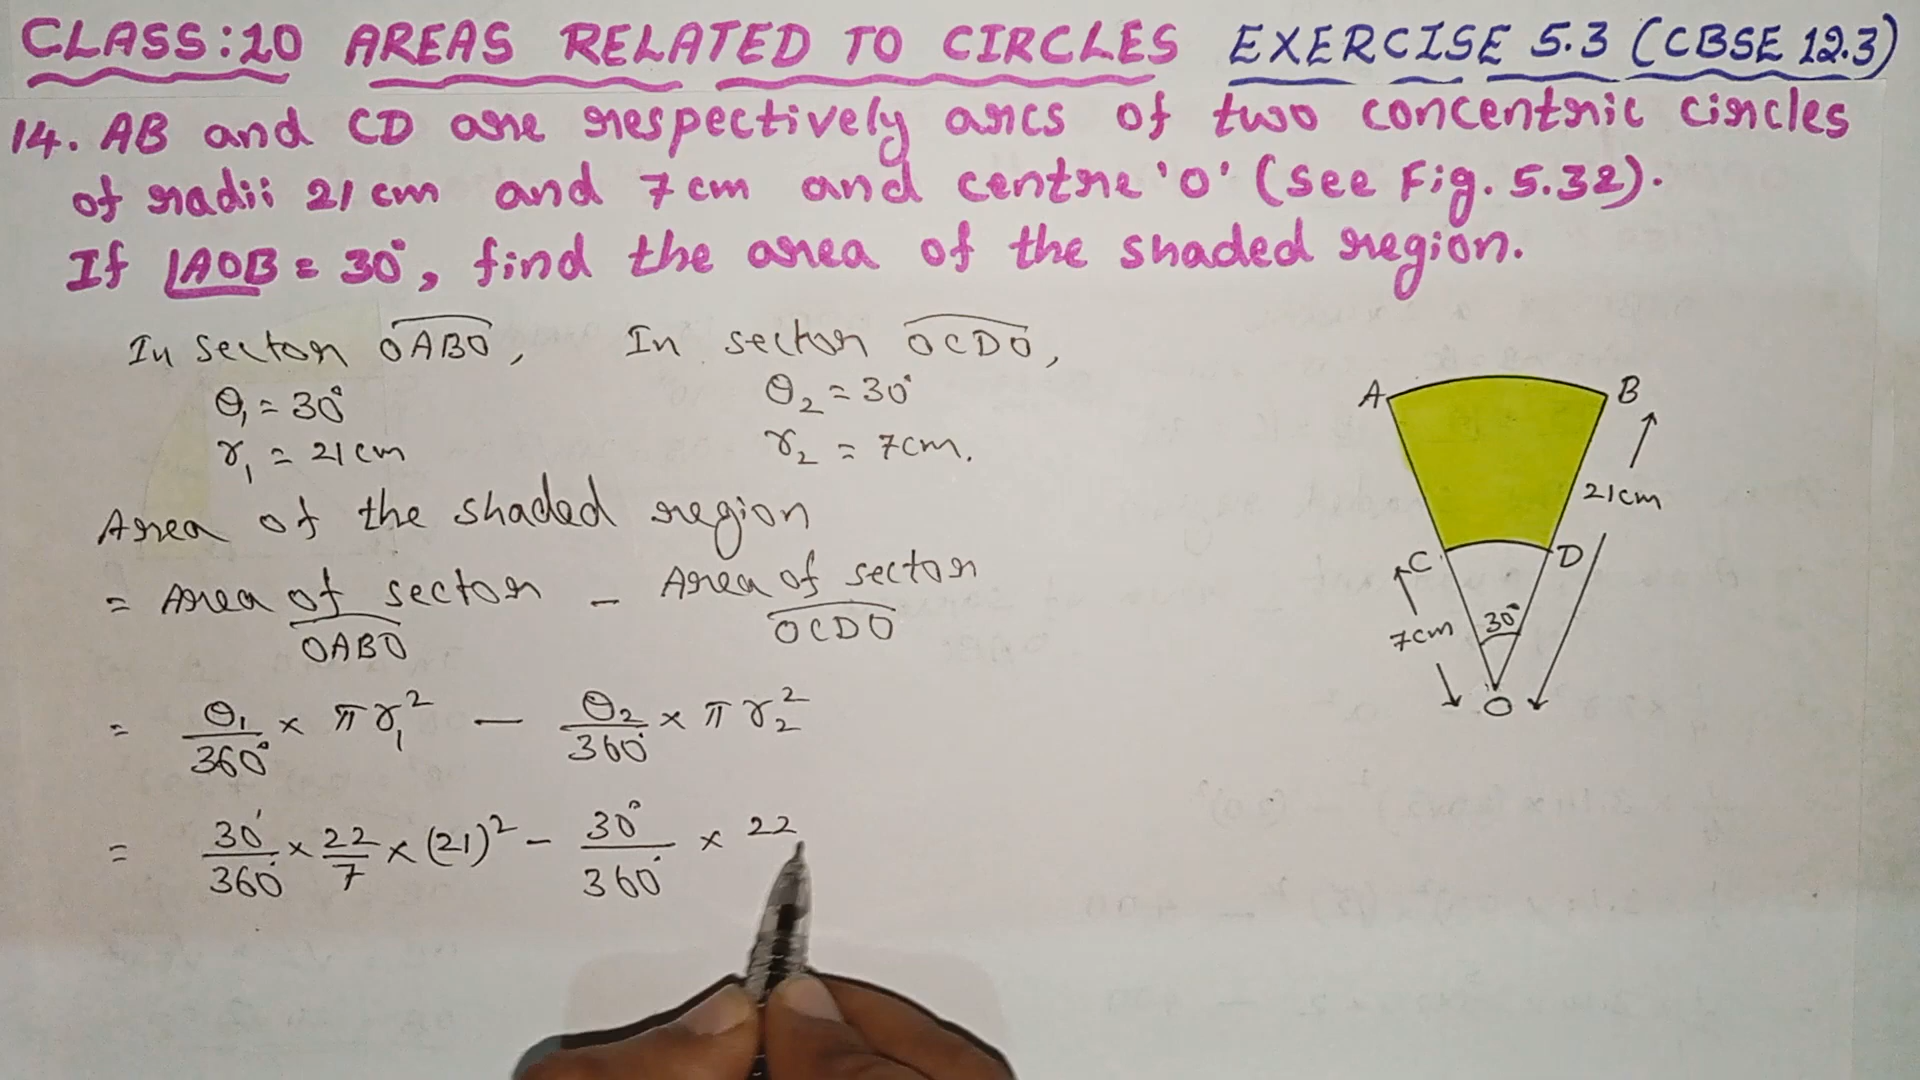 CLASS:10 AREAS RELATED TO CIRCLES EXERCISE 5.3 (CBSE 12.3)
14. AB and CD are respectively arcs of two concentric circles
of radii 21 cm and 7 cm and centre 'O' (see Fig. 5.32).
If ∠AOB = 30°, find the area of the shaded region.
In sector OABO, In sector OCDO,
θ₁ = 30° θ₂ = 30°
r₁ = 21 cm r₂ = 7cm.
Area of the shaded region
= Area of sector OABO - Area of sector OCDO
= θ₁/360° × πr₁² - θ₂/360° × πr₂²
= 30°/360° × 22/7 × (21)² - 30°/360° × 22
A B
21cm
C D
7cm 30°
O